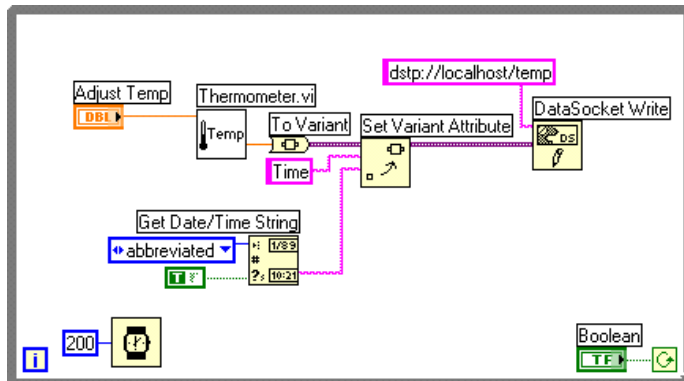 dstp://localhost/temp
Adjust Temp
Thermometer.vi
DataSocket Write
DBL
Temp
To Variant
Set Variant Attribute
DS
Time
Get Date/Time String
abbreviated
1/89
#
T
?s 10:21
200
Boolean
i
TF